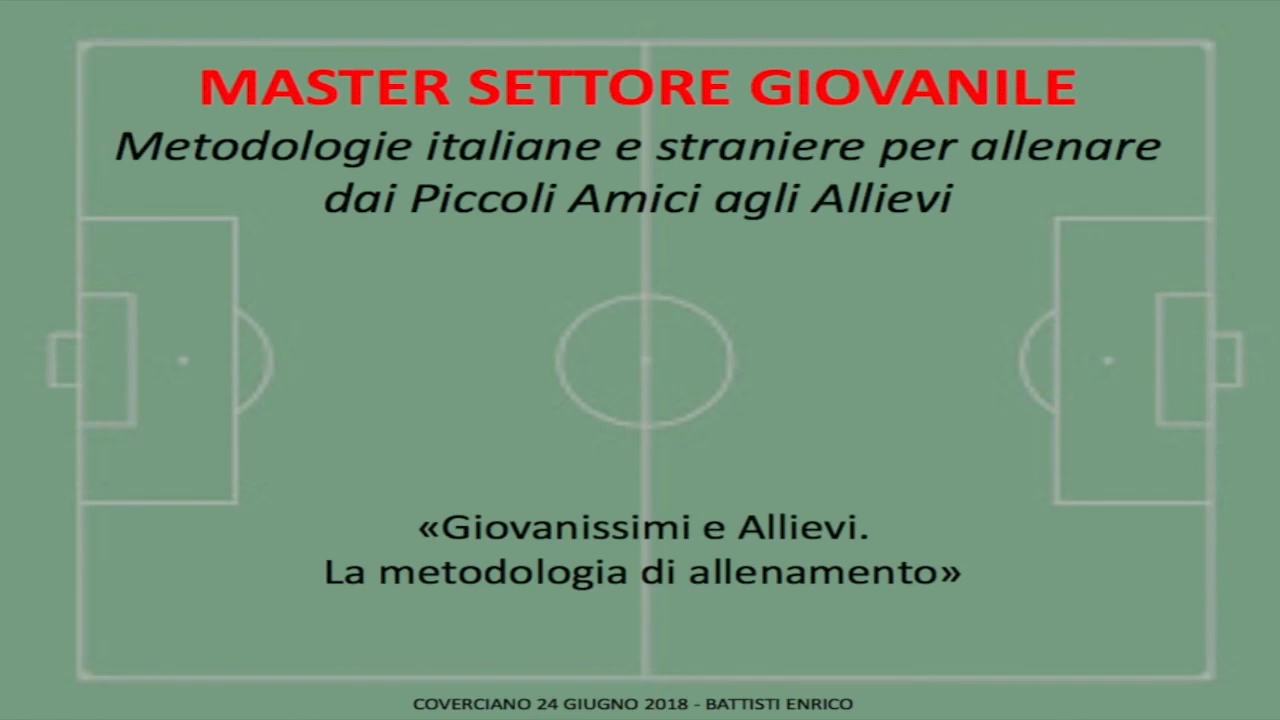 MASTER SETTORE GIOVANILE
Metodologie italiane e straniere per allenare
dai Piccoli Amici agli Allievi
«Giovanissimi e Allievi.
La metodologia di allenamento»
COVERCIANO 24 GIUGNO 2018 - BATTISTI ENRICO